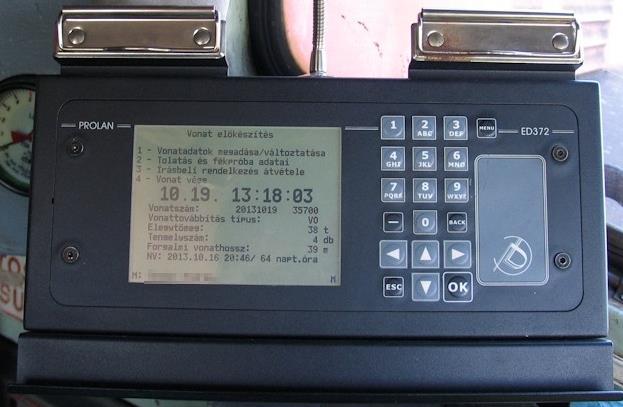 PROLAN
ED372
Vonat előkészítés
1 - Vonatadatok megadása/változtatása
2 - Tolatás és fékpróba adatai
3 - Írásbeli rendelkezés átvétele
4 - Vonat vége
10.19. 13:18:03
Vonatszám: 20131019 35700
Vonattovábbítás típus: VO
Elegytömeg: 38 t
Tengelyszám: 4 db
Forgalmi vonathossz: 39 m
NV: 2013.10.16 20:46/ 64 napt.óra
M: M
1 2 ABC 3 DEF MENU
4 GHI 5 JKL 6 MNO
7 PQRS 8 TUV 9 WXYZ
— 0 BACK
ESC OK